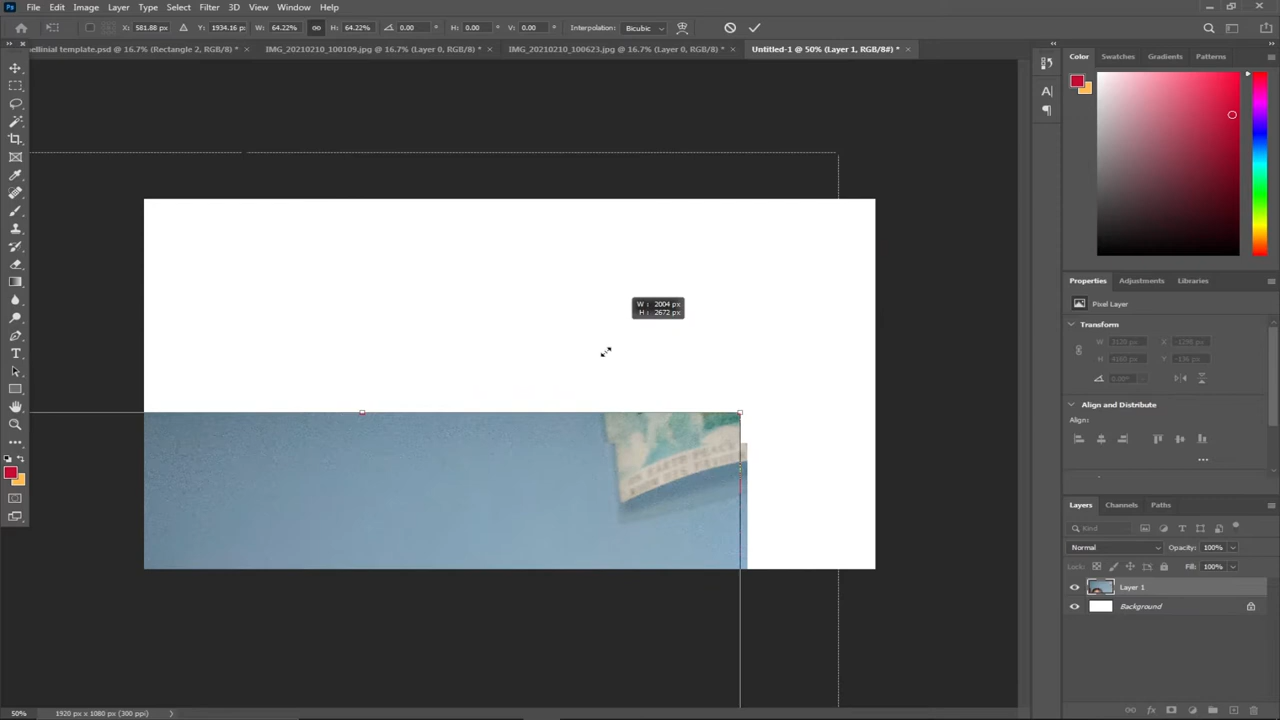 Ps File Edit Image Layer Type Select Filter 3D View Window Help
X: 581.88 px Y: 1934.16 px W: 64.22% H: 64.22% 0.00 ° H: 0.00 ° V: 0.00 ° Interpolation: Bicubic
ellinial template.psd @ 16.7% (Rectangle 2, RGB/8) * × IMG_20210210_100109.jpg @ 16.7% (Layer 0, RGB/8) * × IMG_20210210_100623.jpg @ 16.7% (Layer 0, RGB/8) * × Untitled-1 @ 50% (Layer 1, RGB/8#) * ×
Color Swatches Gradients Patterns
W : 2004 px
H : 2672 px
Properties Adjustments Libraries
Pixel Layer
Transform
W 3120 px X -1298 px
H 4160 px Y -136 px
0.00°
Align and Distribute
Align:
Layers Channels Paths
Kind
Normal Opacity: 100%
Lock: Fill: 100%
Layer 1
Background
50% 1920 px x 1080 px (300 ppi)